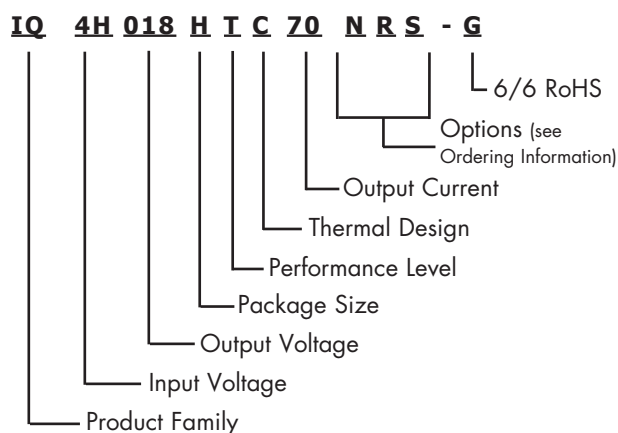 IQ 4H 018 H T C 70 N R S - G
6/6 RoHS
Options (see
Ordering Information)
Output Current
Thermal Design
Performance Level
Package Size
Output Voltage
Input Voltage
Product Family